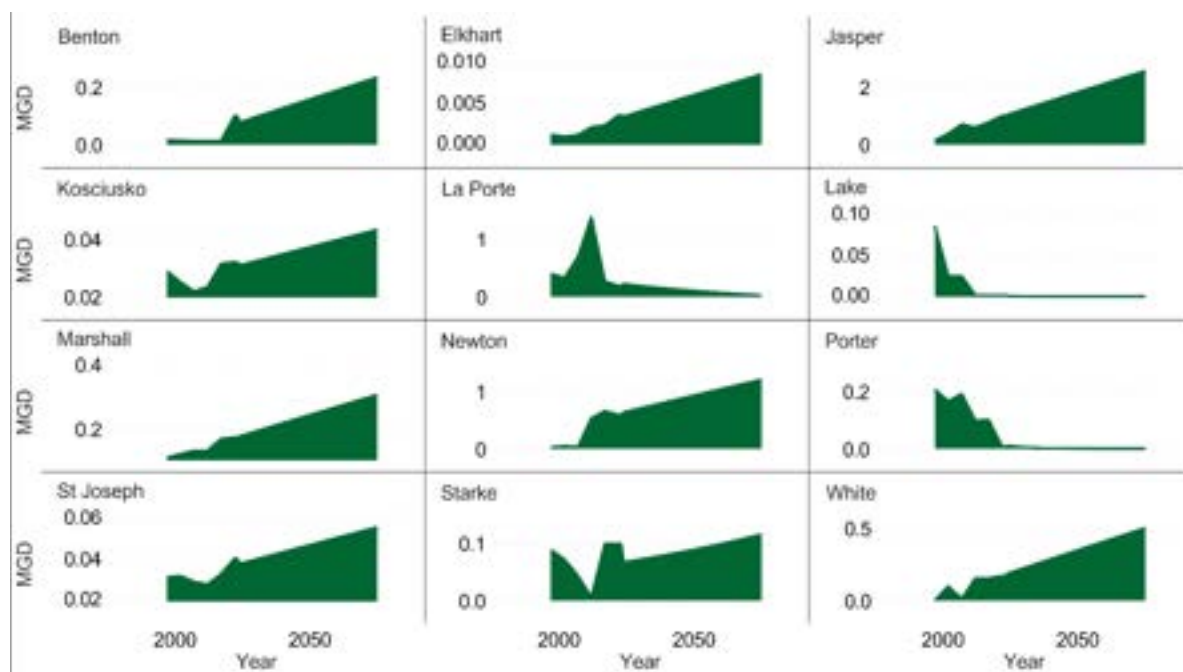 Benton
Elkhart
Jasper
MGD
0.2
0.0
0.010
0.005
0.000
2
0
Kosciusko
La Porte
Lake
MGD
0.04
0.02
1
0
0.10
0.05
0.00
Marshall
Newton
Porter
MGD
0.4
0.2
1
0
0.2
0.0
St Joseph
Starke
White
MGD
0.06
0.04
0.02
0.1
0.0
0.5
0.0
2000
2050
2000
2050
2000
2050
Year
Year
Year